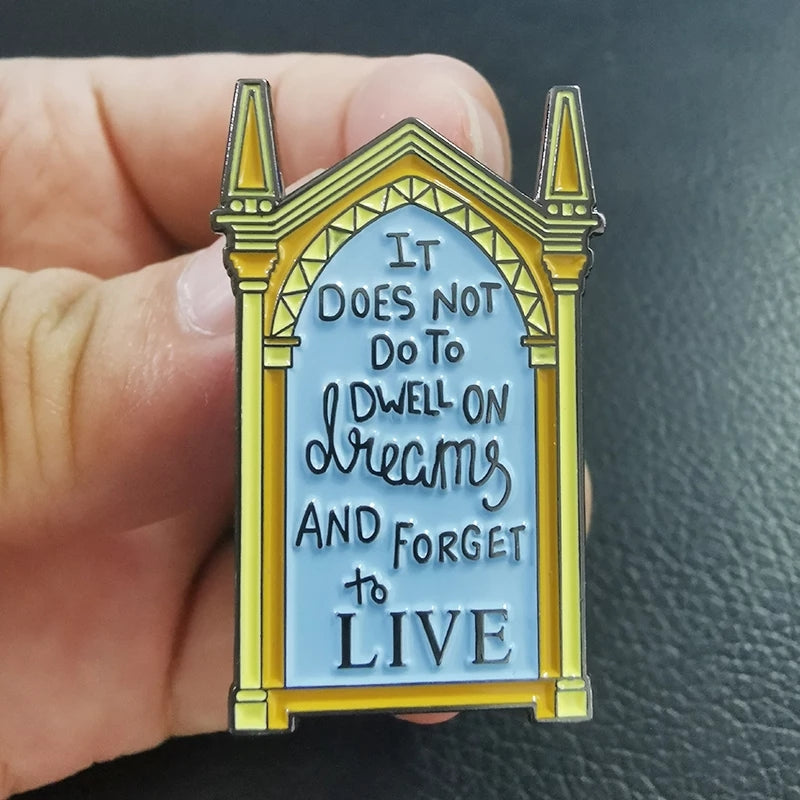 IT
DOES NOT
DO TO
DWELL ON
dreams
AND FORGET
to
LIVE